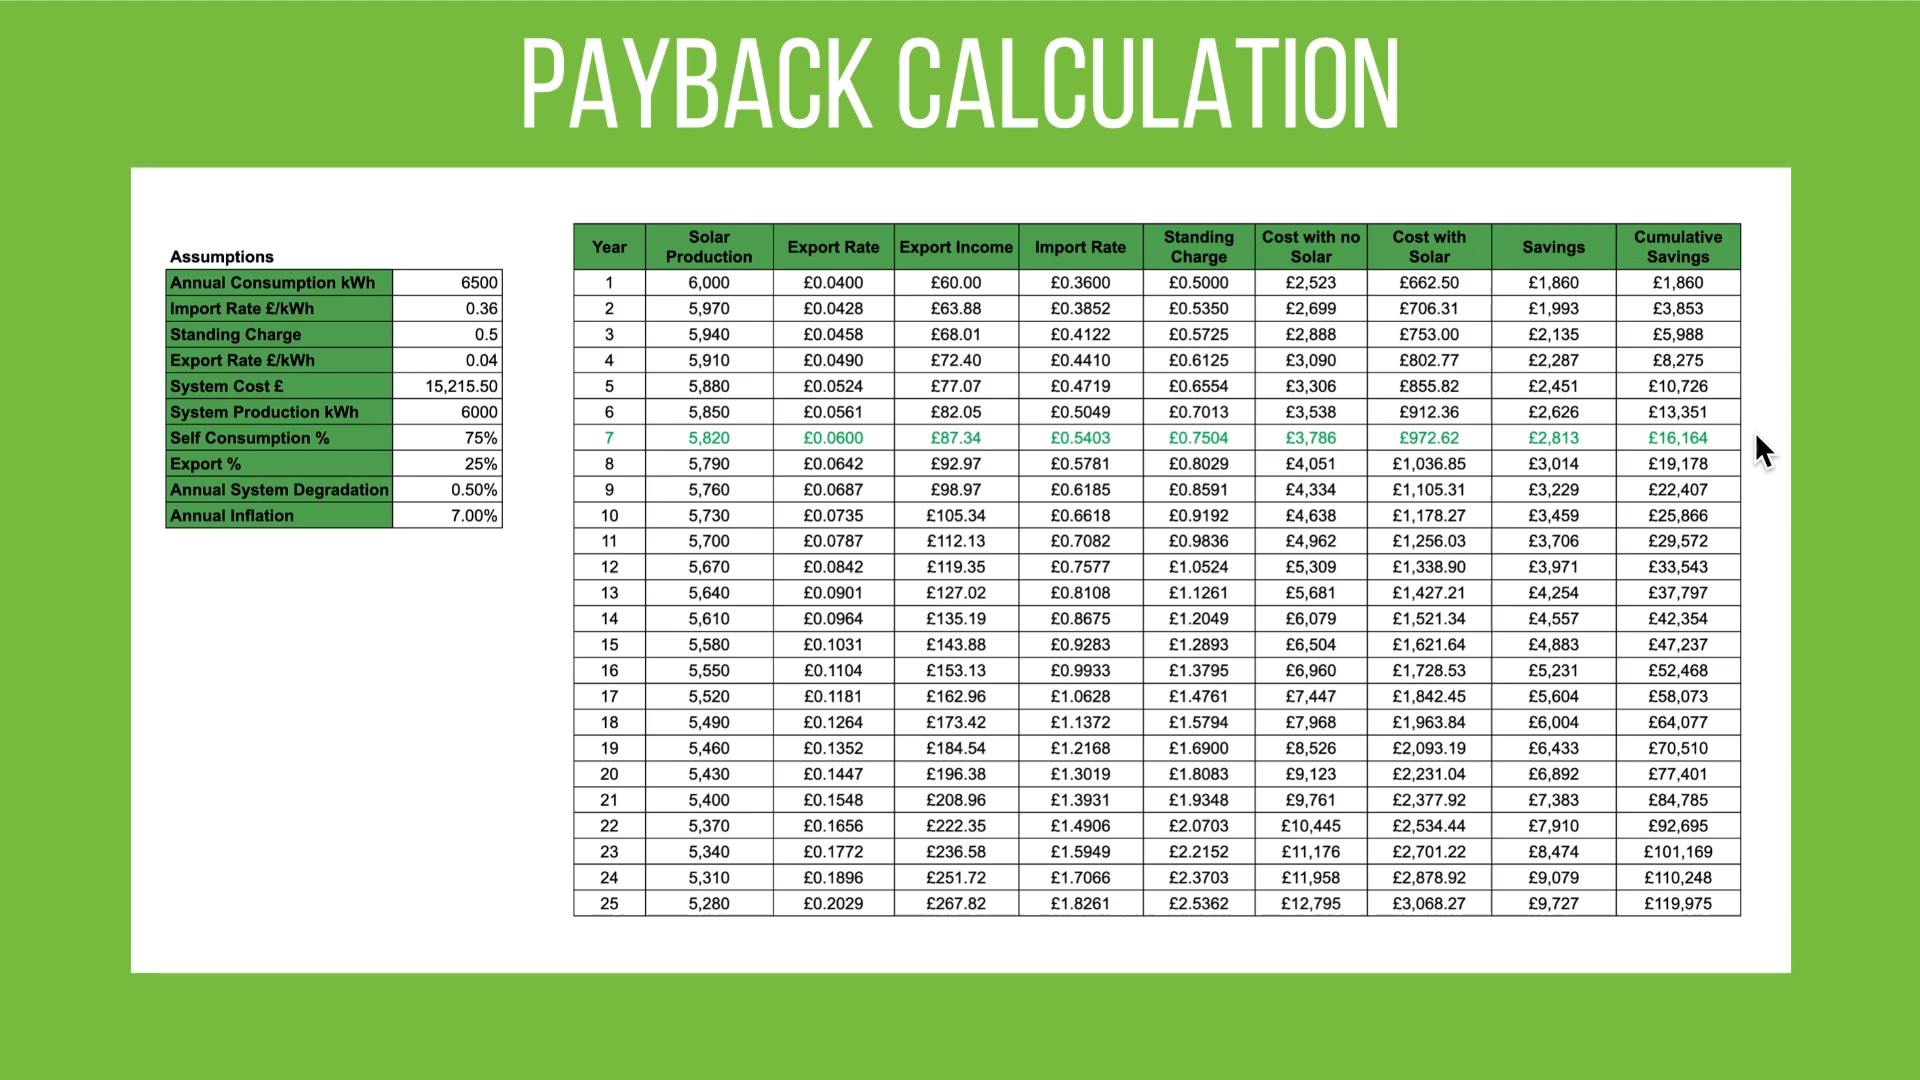 PAYBACK CALCULATION
Assumptions
Annual Consumption kWh 6500
Import Rate £/kWh 0.36
Standing Charge 0.5
Export Rate £/kWh 0.04
System Cost £ 15,215.50
System Production kWh 6000
Self Consumption % 75%
Export % 25%
Annual System Degradation 0.50%
Annual Inflation 7.00%
Year Solar Production Export Rate Export Income Import Rate Standing Charge Cost with no Solar Cost with Solar Savings Cumulative Savings
1 6,000 £0.0400 £60.00 £0.3600 £0.5000 £2,523 £662.50 £1,860 £1,860
2 5,970 £0.0428 £63.88 £0.3852 £0.5350 £2,699 £706.31 £1,993 £3,853
3 5,940 £0.0458 £68.01 £0.4122 £0.5725 £2,888 £753.00 £2,135 £5,988
4 5,910 £0.0490 £72.40 £0.4410 £0.6125 £3,090 £802.77 £2,287 £8,275
5 5,880 £0.0524 £77.07 £0.4719 £0.6554 £3,306 £855.82 £2,451 £10,726
6 5,850 £0.0561 £82.05 £0.5049 £0.7013 £3,538 £912.36 £2,626 £13,351
7 5,820 £0.0600 £87.34 £0.5403 £0.7504 £3,786 £972.62 £2,813 £16,164
8 5,790 £0.0642 £92.97 £0.5781 £0.8029 £4,051 £1,036.85 £3,014 £19,178
9 5,760 £0.0687 £98.97 £0.6185 £0.8591 £4,334 £1,105.31 £3,229 £22,407
10 5,730 £0.0735 £105.34 £0.6618 £0.9192 £4,638 £1,178.27 £3,459 £25,866
11 5,700 £0.0787 £112.13 £0.7082 £0.9836 £4,962 £1,256.03 £3,706 £29,572
12 5,670 £0.0842 £119.35 £0.7577 £1.0524 £5,309 £1,338.90 £3,971 £33,543
13 5,640 £0.0901 £127.02 £0.8108 £1.1261 £5,681 £1,427.21 £4,254 £37,797
14 5,610 £0.0964 £135.19 £0.8675 £1.2049 £6,079 £1,521.34 £4,557 £42,354
15 5,580 £0.1031 £143.88 £0.9283 £1.2893 £6,504 £1,621.64 £4,883 £47,237
16 5,550 £0.1104 £153.13 £0.9933 £1.3795 £6,960 £1,728.53 £5,231 £52,468
17 5,520 £0.1181 £162.96 £1.0628 £1.4761 £7,447 £1,842.45 £5,604 £58,073
18 5,490 £0.1264 £173.42 £1.1372 £1.5794 £7,968 £1,963.84 £6,004 £64,077
19 5,460 £0.1352 £184.54 £1.2168 £1.6900 £8,526 £2,093.19 £6,433 £70,510
20 5,430 £0.1447 £196.38 £1.3019 £1.8083 £9,123 £2,231.04 £6,892 £77,401
21 5,400 £0.1548 £208.96 £1.3931 £1.9348 £9,761 £2,377.92 £7,383 £84,785
22 5,370 £0.1656 £222.35 £1.4906 £2.0703 £10,445 £2,534.44 £7,910 £92,695
23 5,340 £0.1772 £236.58 £1.5949 £2.2152 £11,176 £2,701.22 £8,474 £101,169
24 5,310 £0.1896 £251.72 £1.7066 £2.3703 £11,958 £2,878.92 £9,079 £110,248
25 5,280 £0.2029 £267.82 £1.8261 £2.5362 £12,795 £3,068.27 £9,727 £119,975